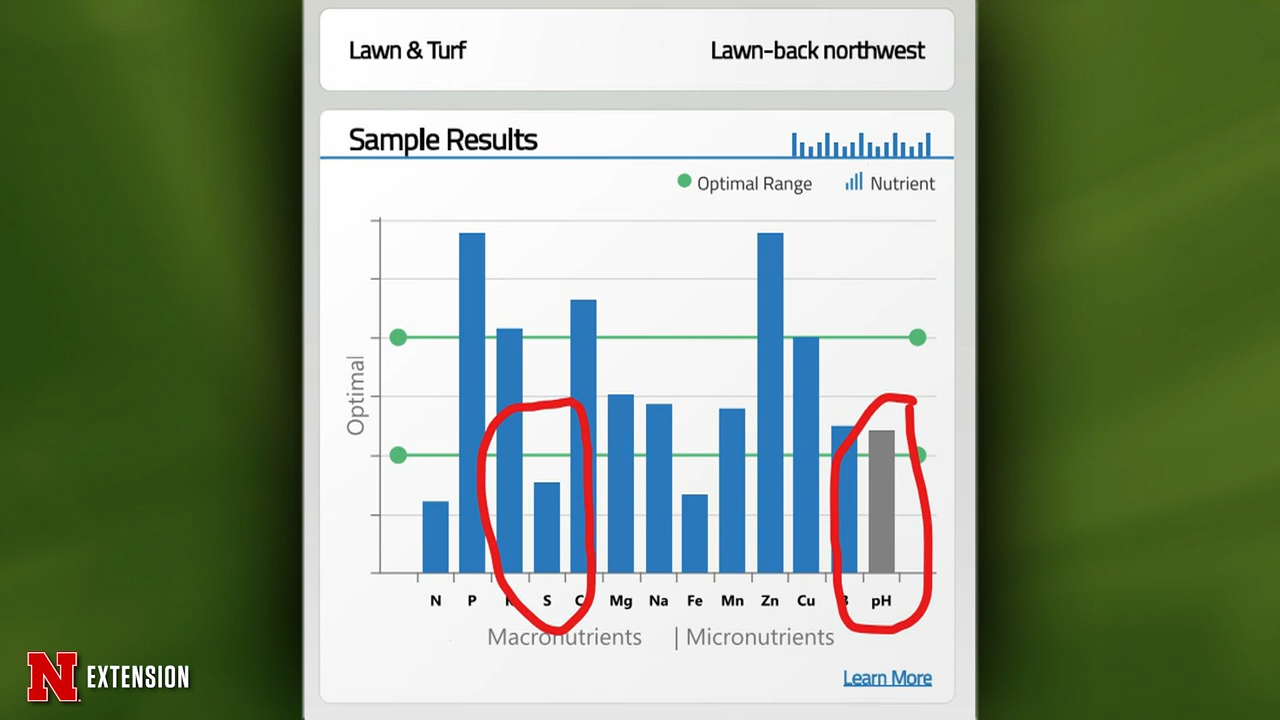 Lawn & Turf Lawn-back northwest
Sample Results
Optimal Range Nutrient
Optimal
N P K S C Mg Na Fe Mn Zn Cu B pH
Macronutrients | Micronutrients
Learn More
N EXTENSION